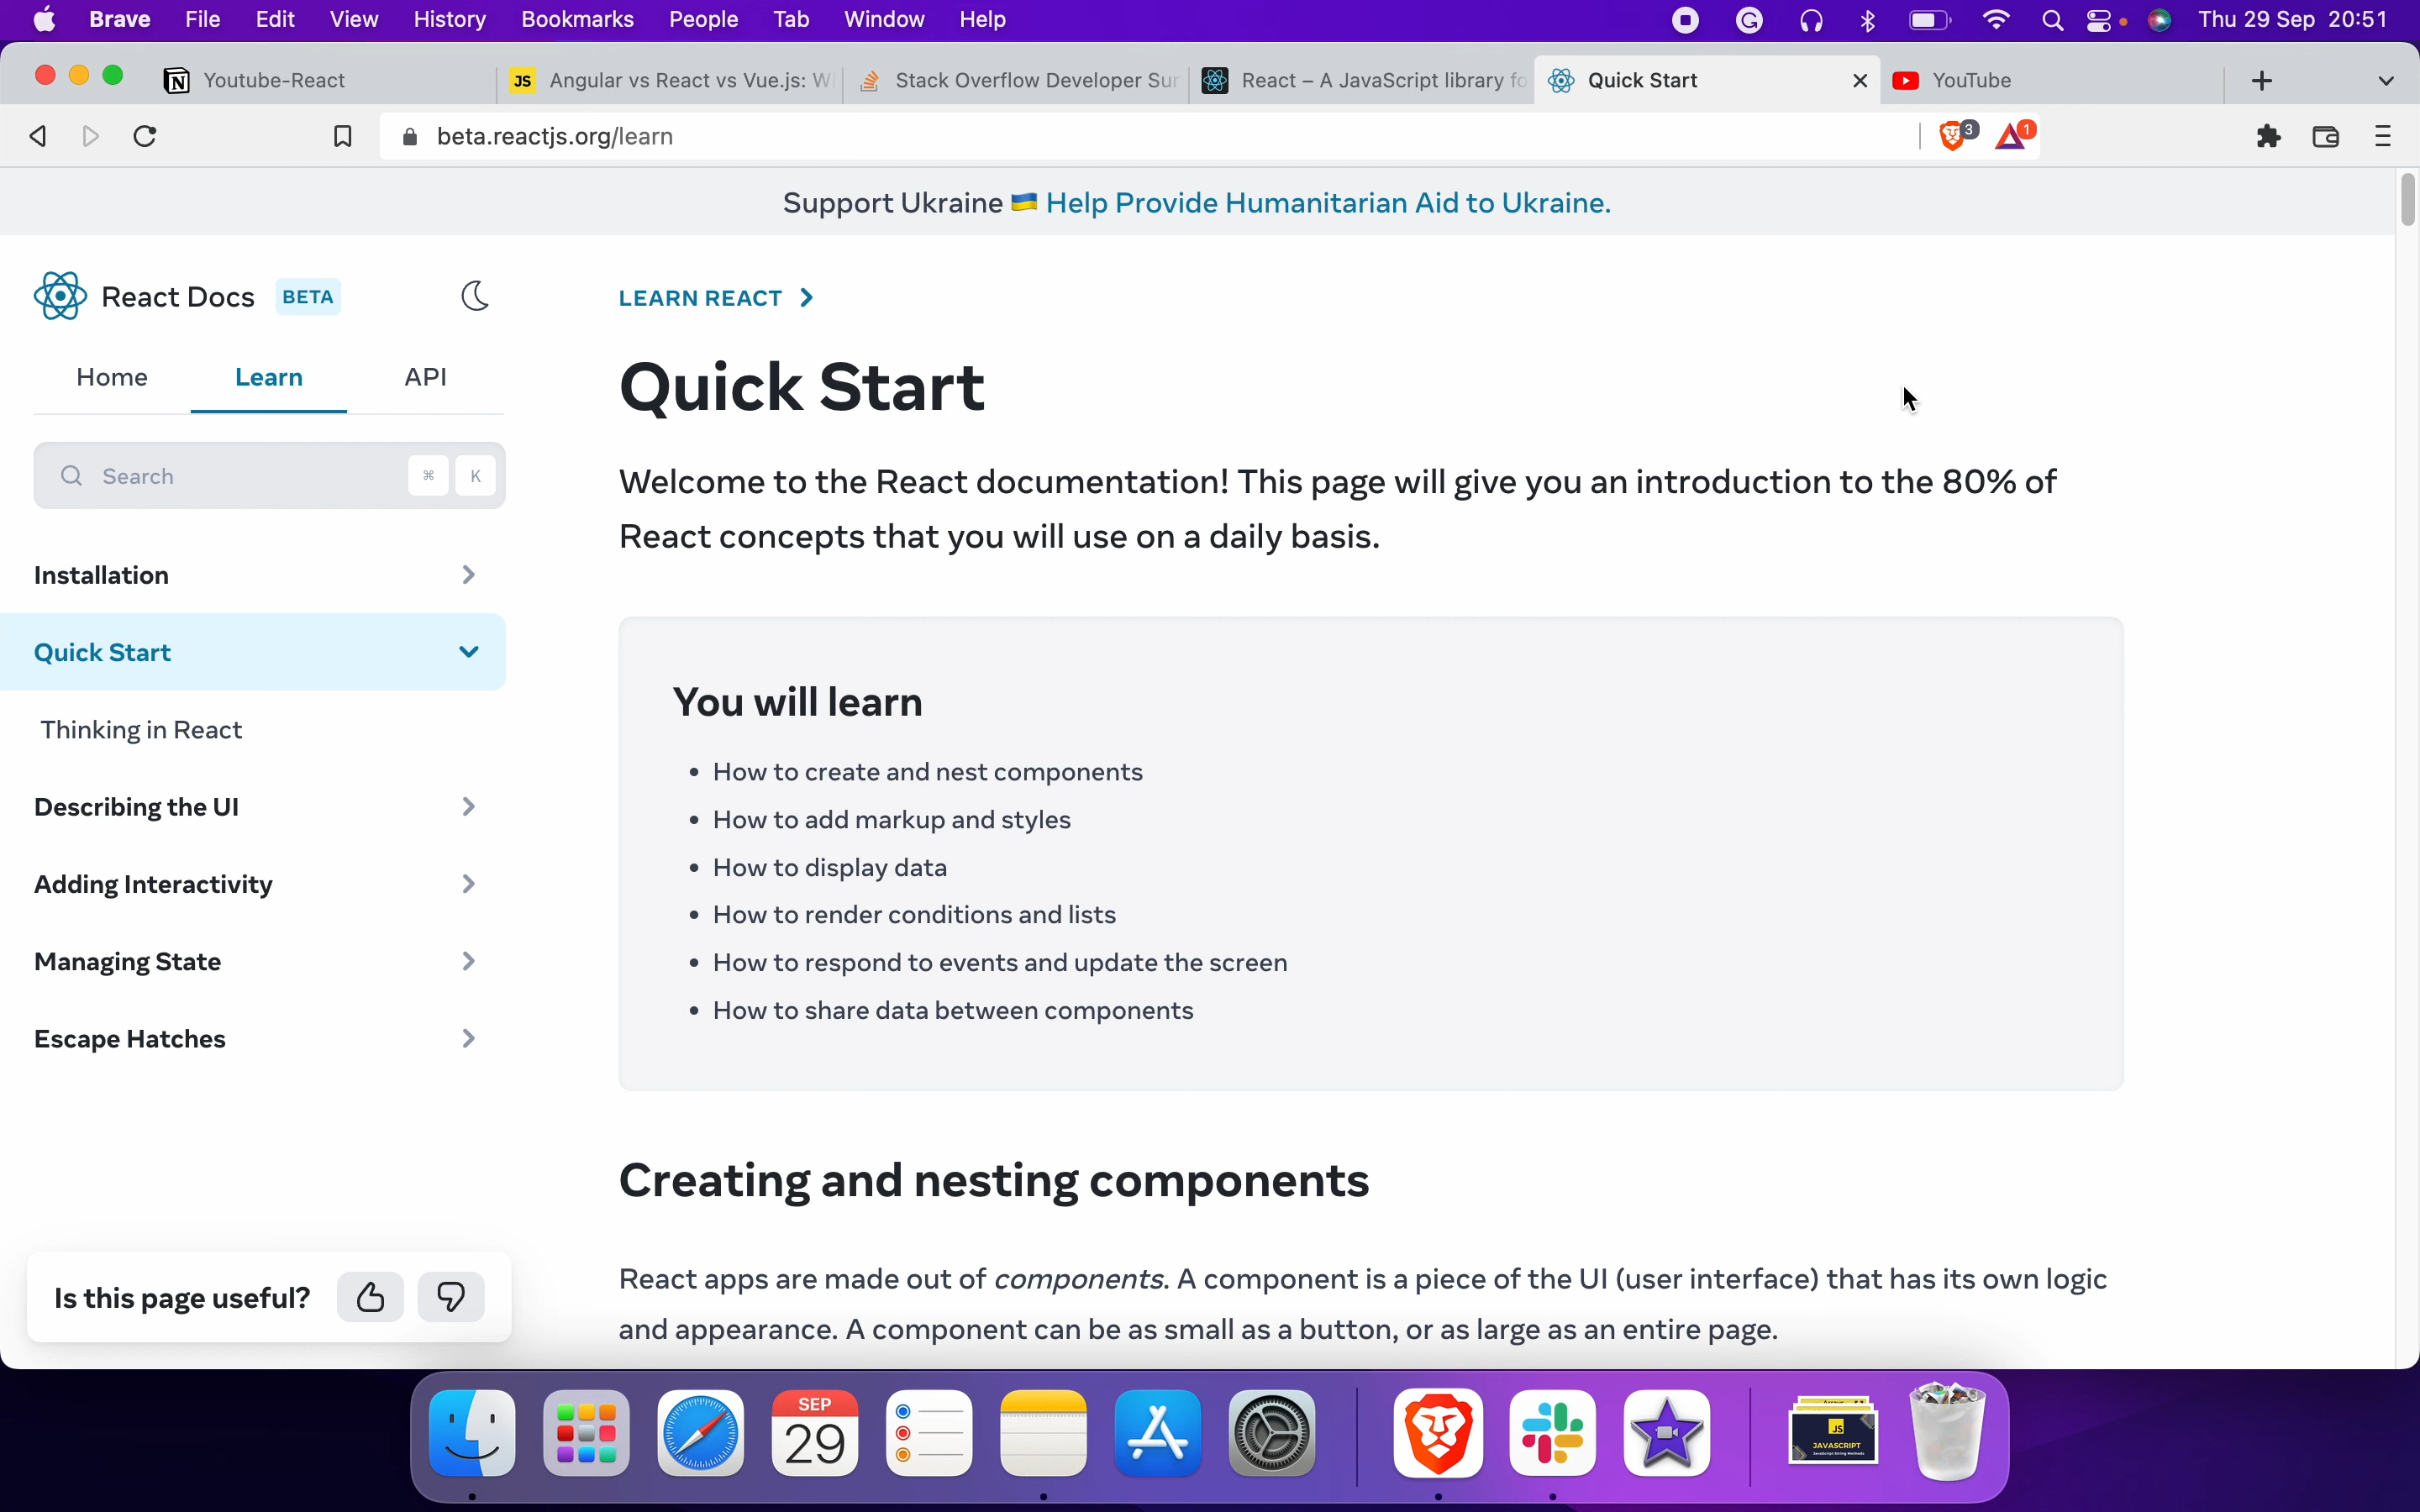 Brave File Edit View History Bookmarks People Tab Window Help Thu 29 Sep 20:51
Youtube-React
JS Angular vs React vs Vue.js: W
Stack Overflow Developer Sur
React – A JavaScript library fo
Quick Start
YouTube
beta.reactjs.org/learn
3
1
Support Ukraine 🇺🇦 Help Provide Humanitarian Aid to Ukraine.
React Docs BETA
Home Learn API
Search ⌘ K
Installation
Quick Start
Thinking in React
Describing the UI
Adding Interactivity
Managing State
Escape Hatches
Is this page useful?
LEARN REACT
Quick Start
Welcome to the React documentation! This page will give you an introduction to the 80% of
React concepts that you will use on a daily basis.
You will learn
• How to create and nest components
• How to add markup and styles
• How to display data
• How to render conditions and lists
• How to respond to events and update the screen
• How to share data between components
Creating and nesting components
React apps are made out of components. A component is a piece of the UI (user interface) that has its own logic
and appearance. A component can be as small as a button, or as large as an entire page.
SEP
29
JS
JAVASCRIPT
JavaScript String Methods